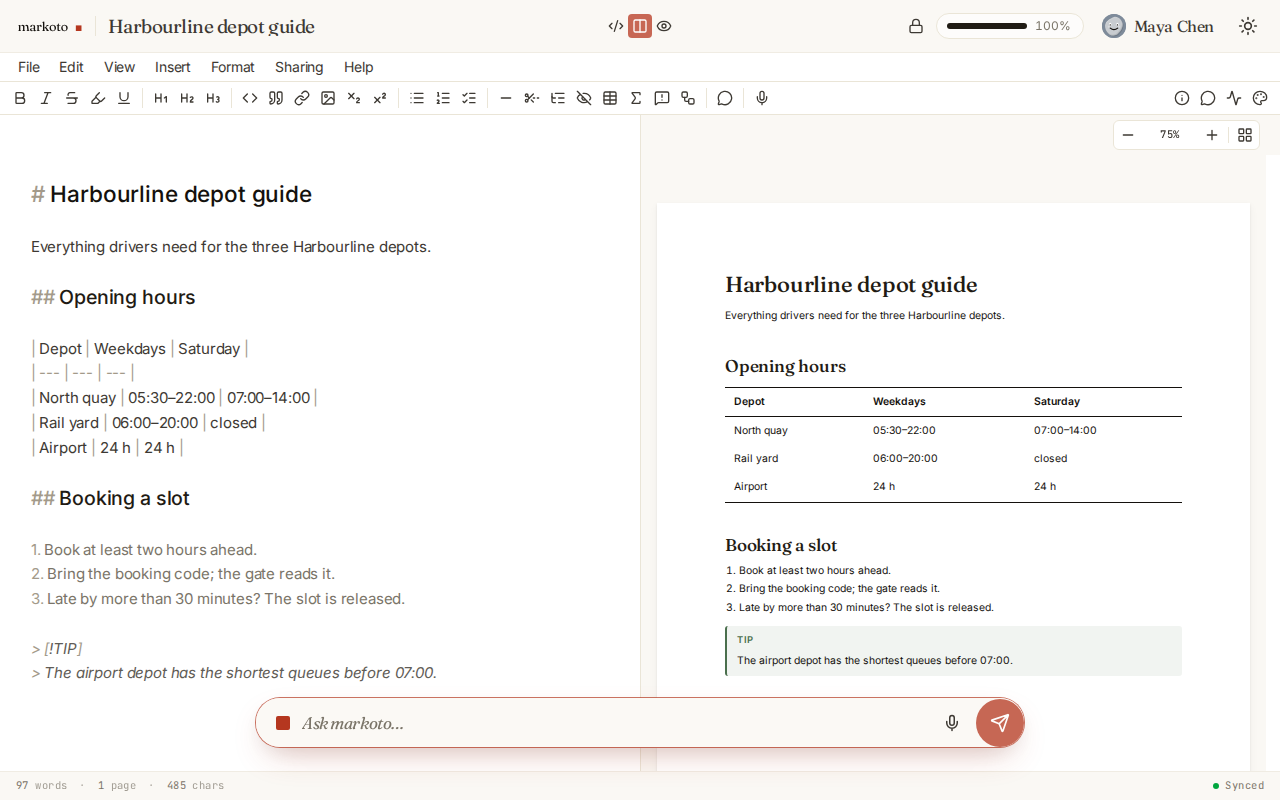 markoto
Harbourline depot guide
100%
Maya Chen
File Edit View Insert Format Sharing Help
H1 H2 H3
75%
# Harbourline depot guide
Everything drivers need for the three Harbourline depots.
## Opening hours
| Depot | Weekdays | Saturday |
| --- | --- | --- |
| North quay | 05:30–22:00 | 07:00–14:00 |
| Rail yard | 06:00–20:00 | closed |
| Airport | 24 h | 24 h |
## Booking a slot
1. Book at least two hours ahead.
2. Bring the booking code; the gate reads it.
3. Late by more than 30 minutes? The slot is released.
> [!TIP]
> The airport depot has the shortest queues before 07:00.
Harbourline depot guide
Everything drivers need for the three Harbourline depots.
Opening hours
Depot Weekdays Saturday
North quay 05:30–22:00 07:00–14:00
Rail yard 06:00–20:00 closed
Airport 24 h 24 h
Booking a slot
1. Book at least two hours ahead.
2. Bring the booking code; the gate reads it.
3. Late by more than 30 minutes? The slot is released.
TIP
The airport depot has the shortest queues before 07:00.
Ask markoto...
97 words · 1 page · 485 chars
Synced